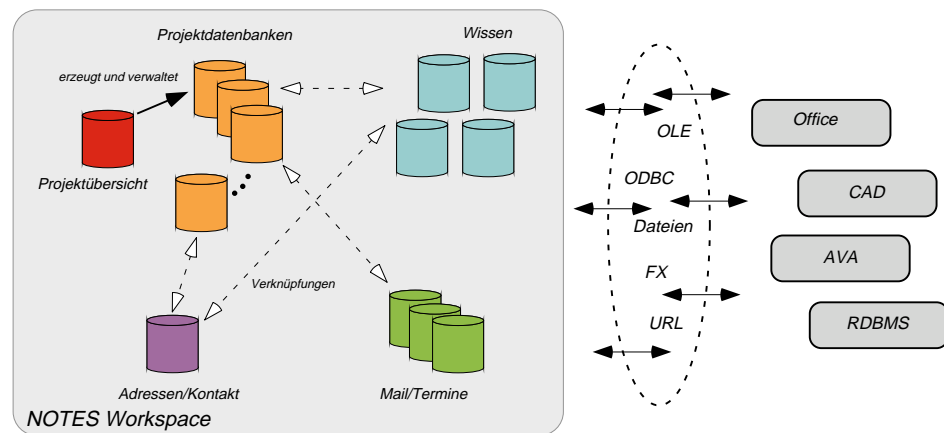 Projektdatenbanken
Wissen
erzeugt und verwaltet
Projektübersicht
Verknüpfungen
Adressen/Kontakt
Mail/Termine
NOTES Workspace
OLE
ODBC
Dateien
FX
URL
Office
CAD
AVA
RDBMS